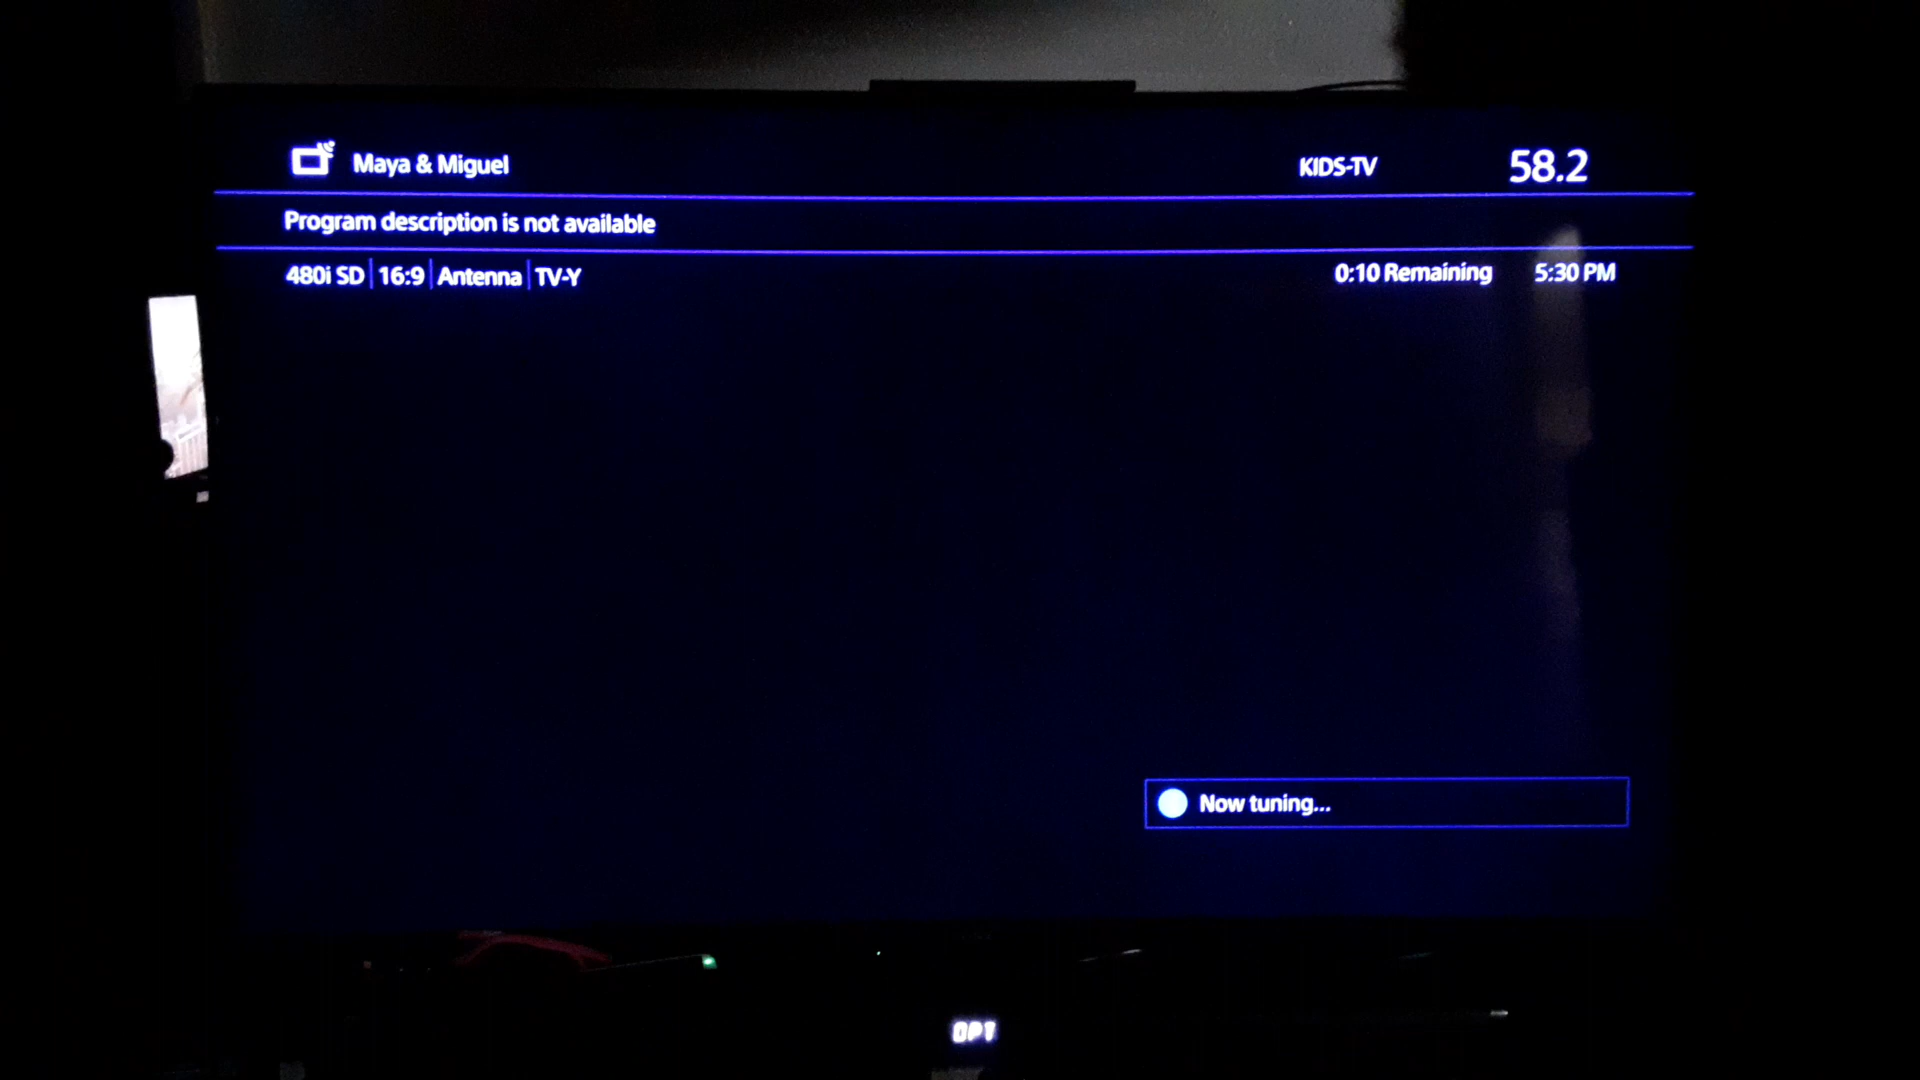 Maya & Miguel KIDS-TV 58.2
Program description is not available
480i SD 16:9 Antenna TV-Y 0:10 Remaining 5:30 PM
Now tuning...
OPT